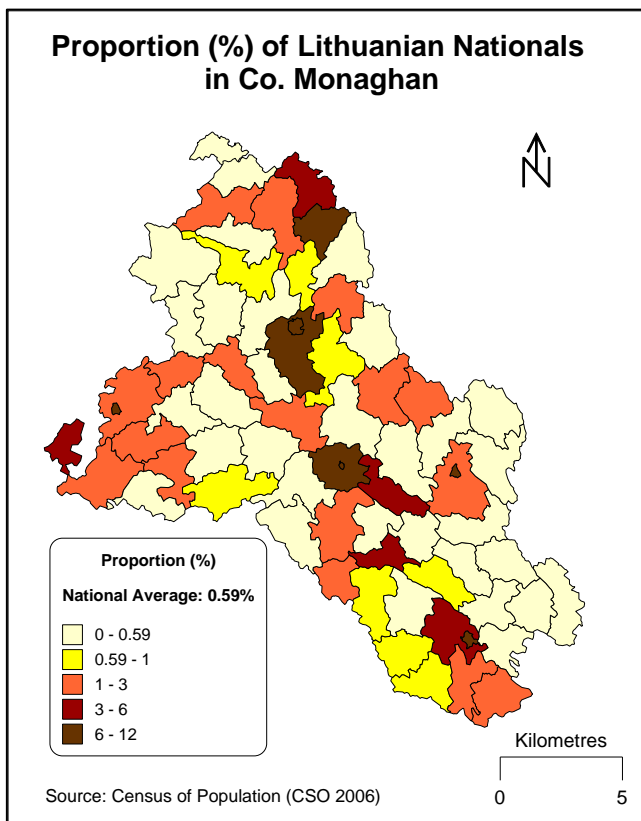 Proportion (%) of Lithuanian Nationals
in Co. Monaghan
N
Proportion (%)
National Average: 0.59%
0 - 0.59
0.59 - 1
1 - 3
3 - 6
6 - 12
Kilometres
0 5
Source: Census of Population (CSO 2006)